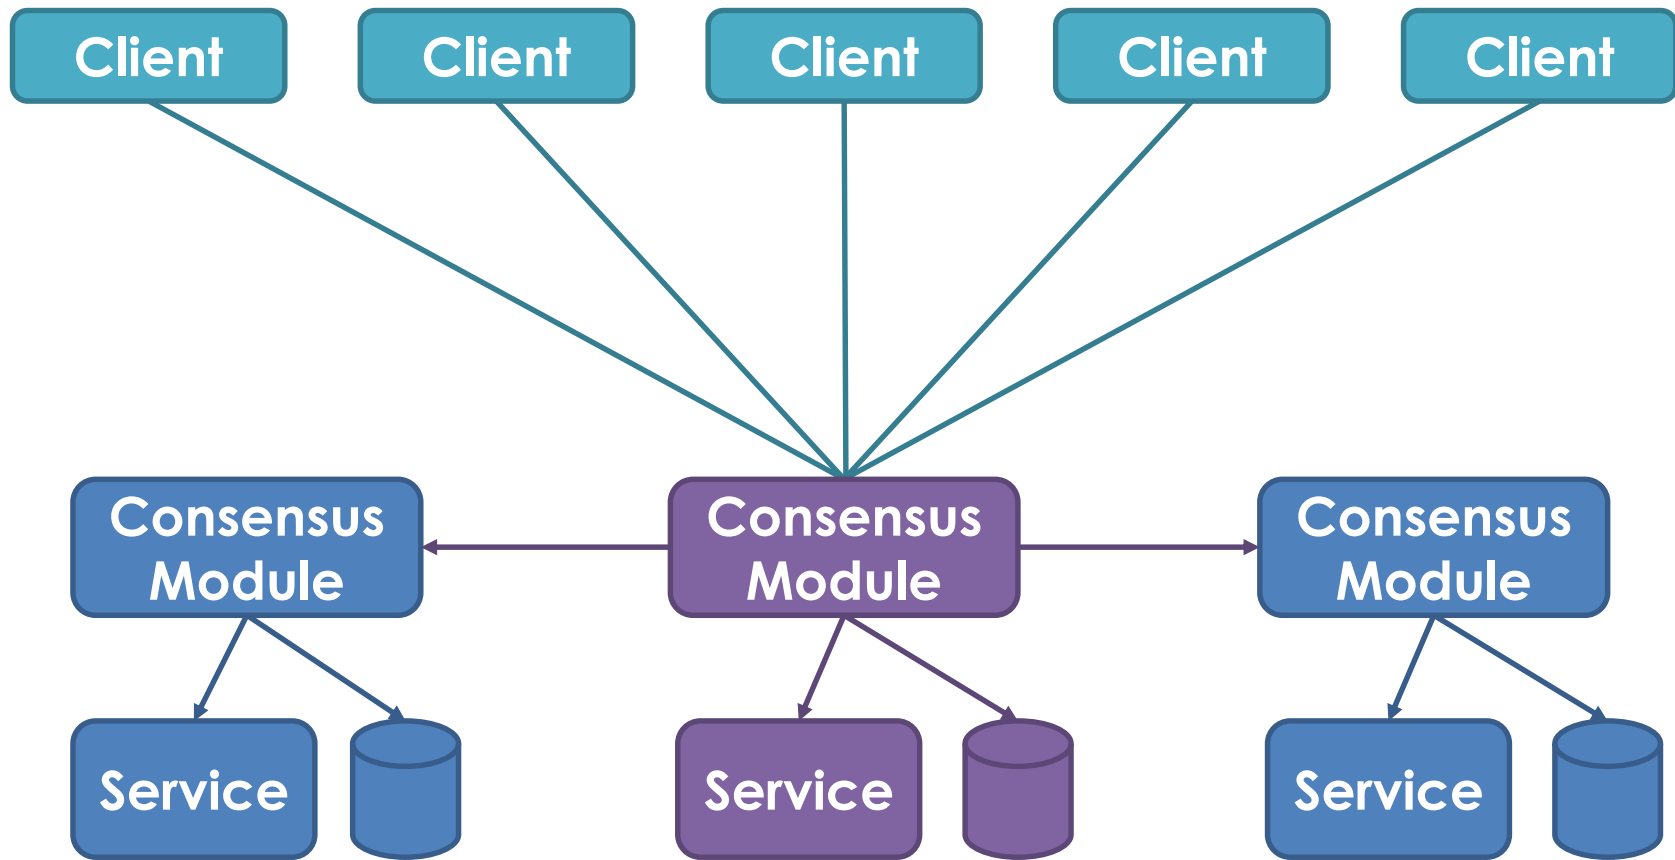 Client
Client
Client
Client
Client
Consensus
Module
Consensus
Module
Consensus
Module
Service
Service
Service